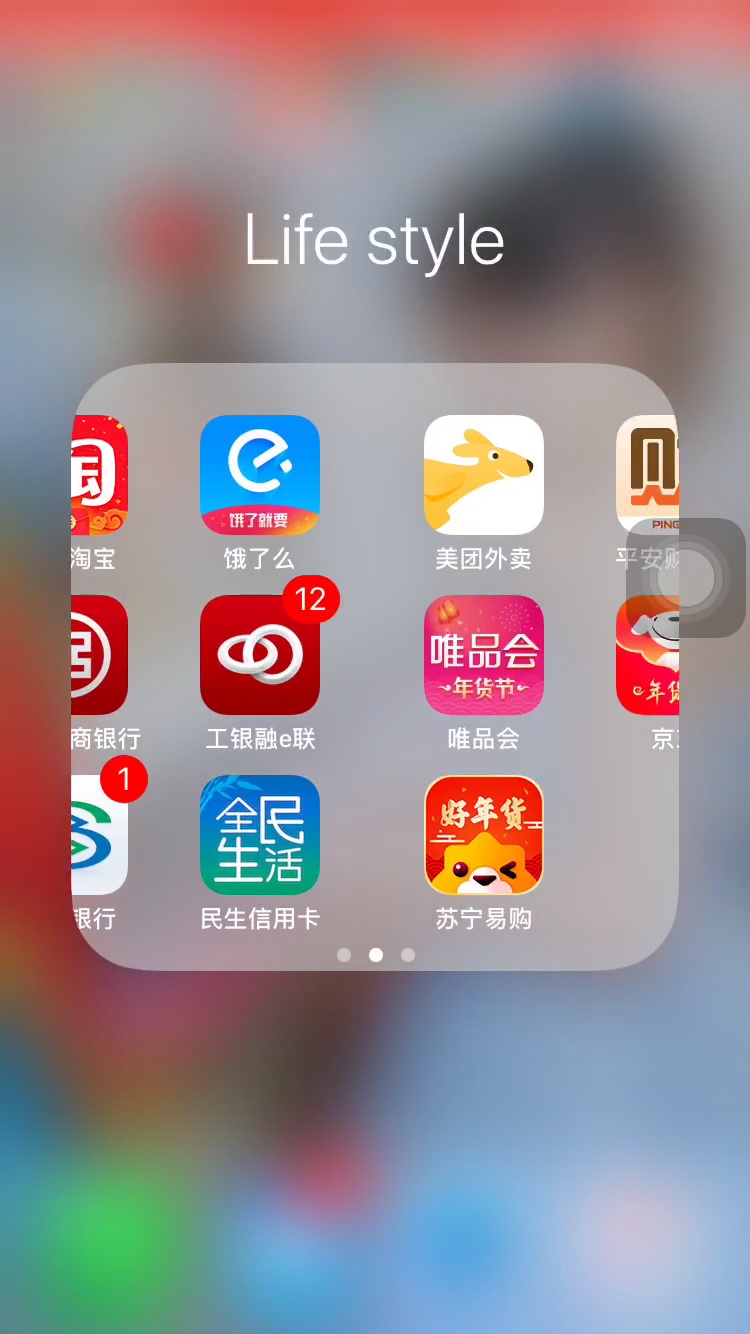 Life style
淘
饿了就要
淘宝
饿了么
美团外卖
PING
平安财
12
唯品会
年货节
年货
商银行
工银融e联
唯品会
京
1
全民
生活
好年货
银行
民生信用卡
苏宁易购